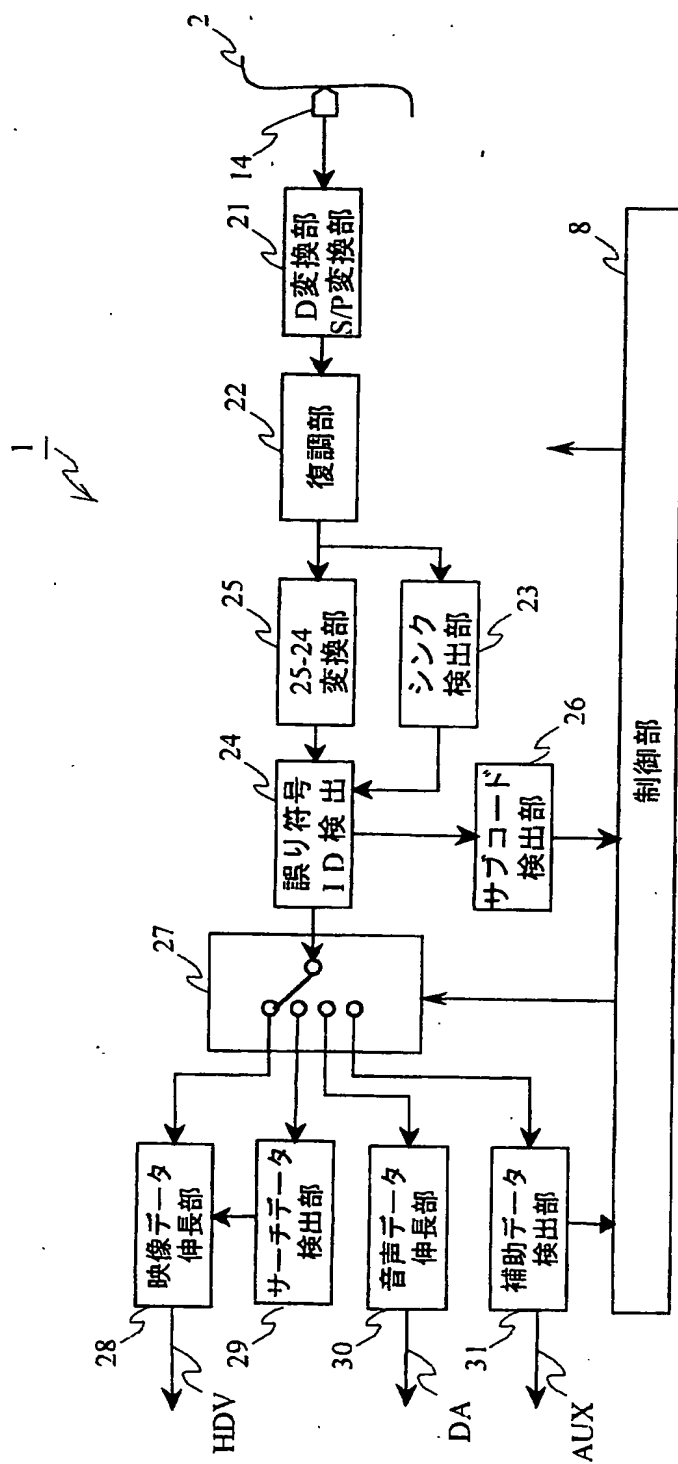 1
2
14
21
D変換部
S/P変換部
22
復調部
25
25-24
変換部
シンク
検出部
23
24
誤り符号
ID検出
サブコード
検出部
26
27
映像データ
伸長部
28
HDV
サーチデータ
検出部
29
音声データ
伸長部
30
DA
補助データ
検出部
31
AUX
制御部
8